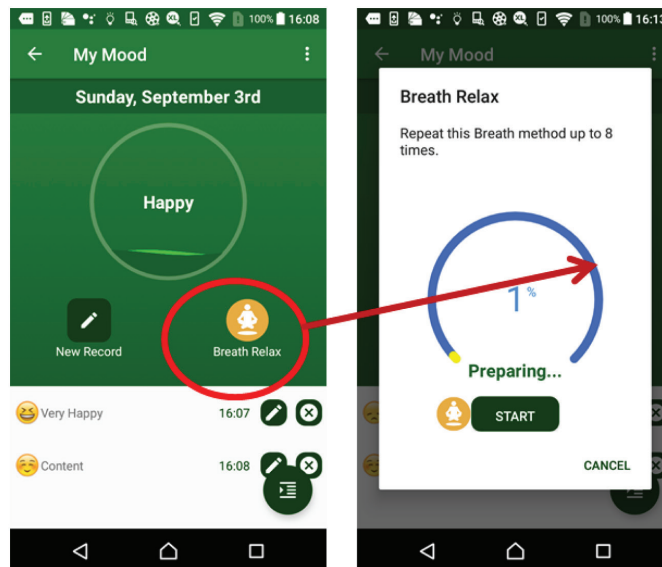 100% 16:08
My Mood
Sunday, September 3rd
Happy
New Record
Breath Relax
Very Happy
16:07
Content
16:08
100% 16:13
My Mood
Breath Relax
Repeat this Breath method up to 8
times.
1%
Preparing...
START
CANCEL